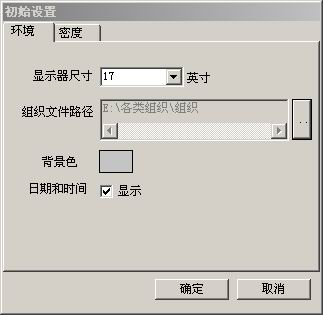 初始设置
环境 密度
显示器尺寸 17 英寸
组织文件路径 E:\各类组织\组织 ..
背景色
日期和时间 显示
确定 取消